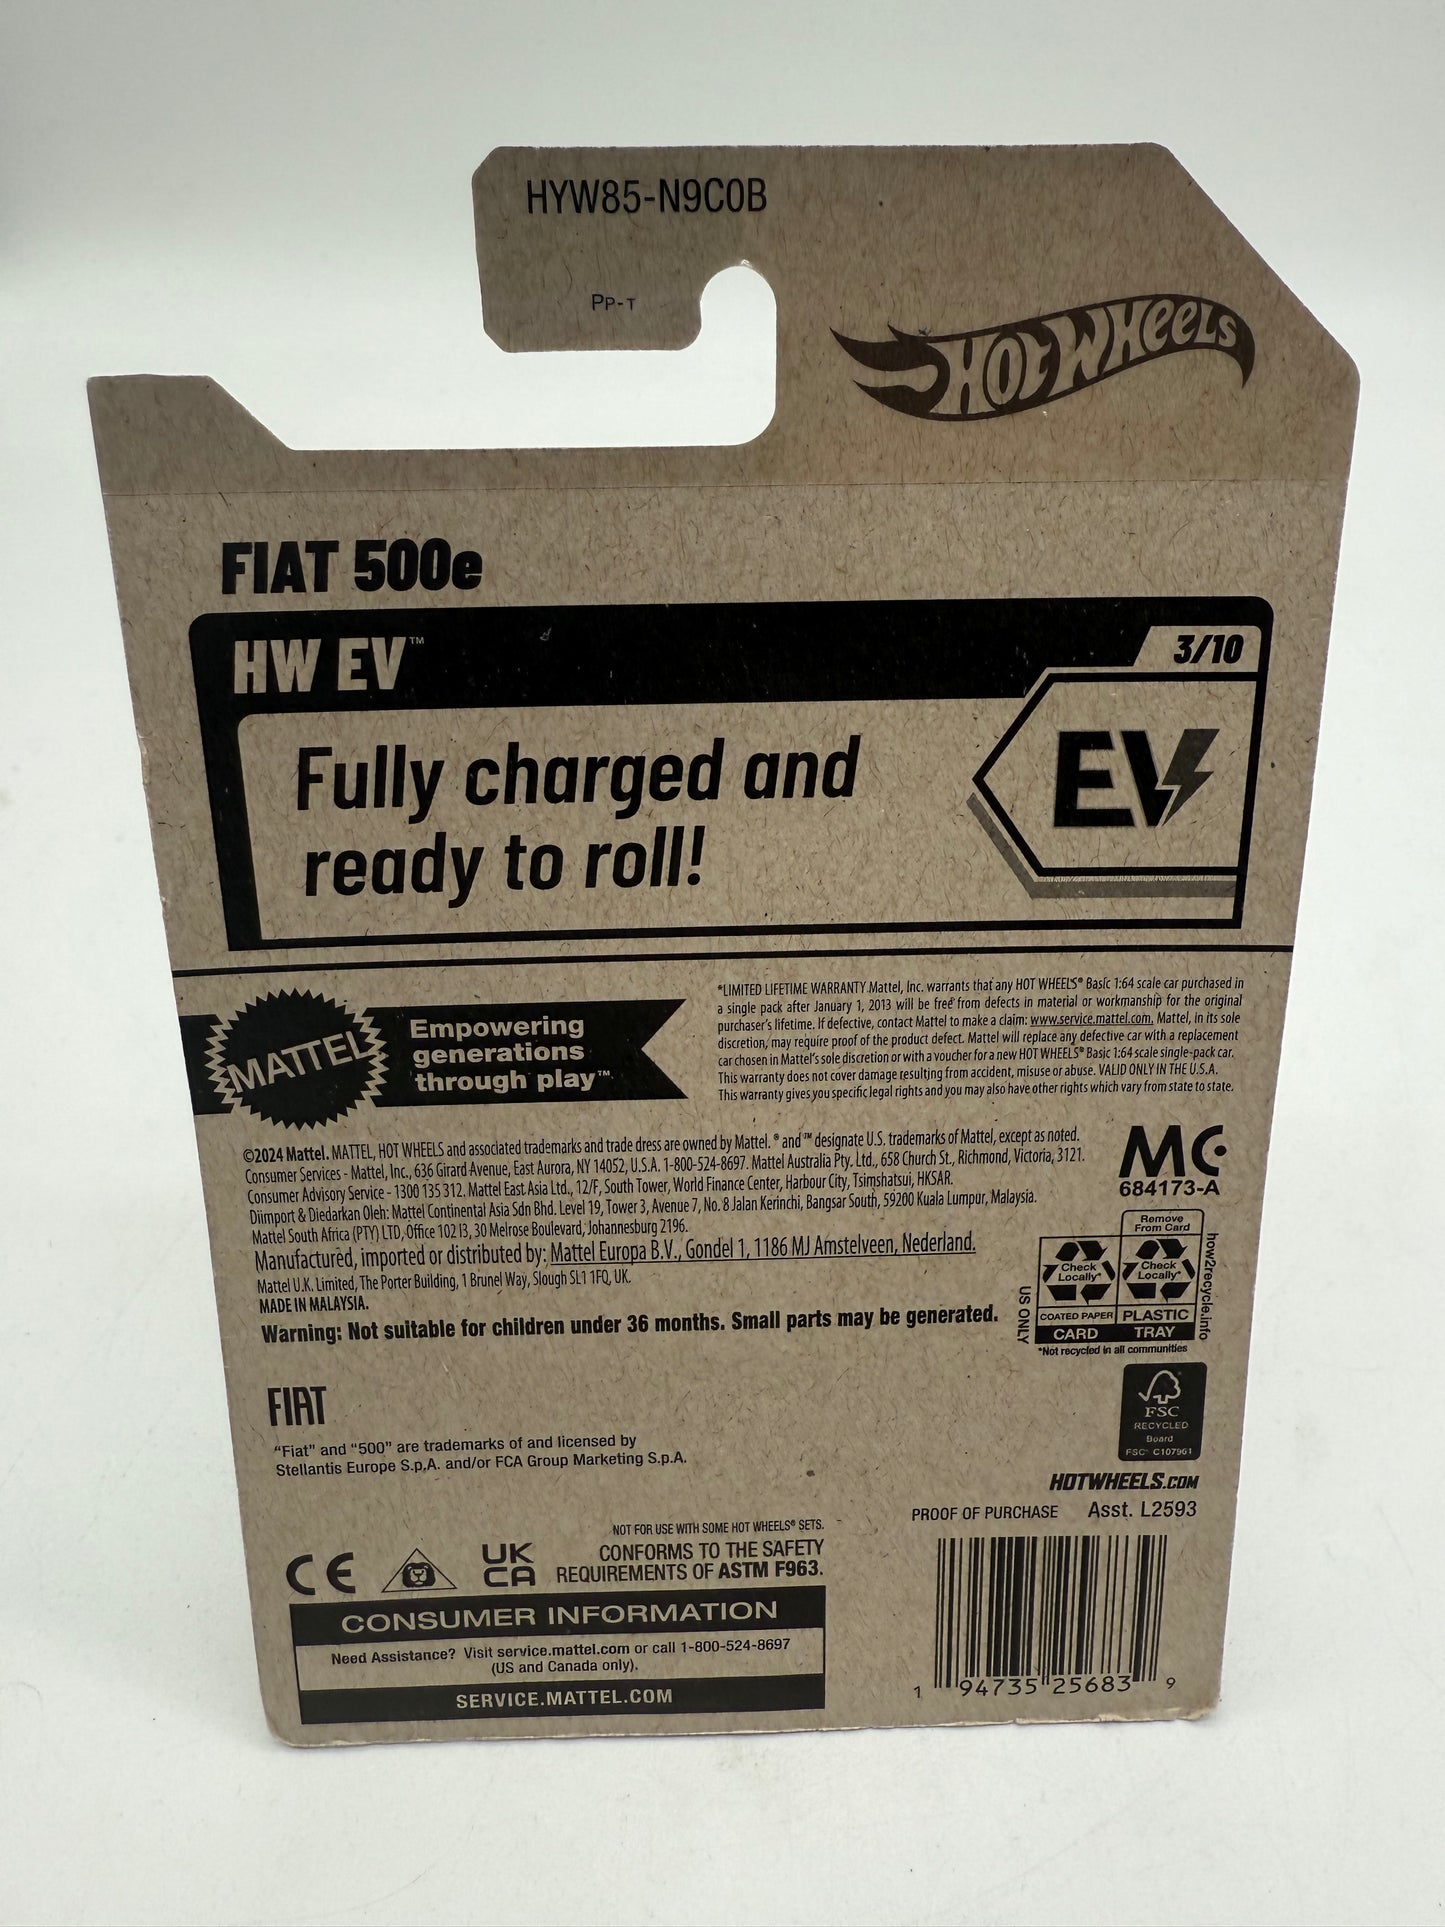 HYW85-N9C0B
PP-T
HOT WHEELS
FIAT 500e
HW EV™
3/10
Fully charged and
ready to roll!
EV
MATTEL
Empowering
generations
through play™
*LIMITED LIFETIME WARRANTY Mattel, Inc. warrants that any HOT WHEELS® Basic 1:64 scale car purchased in
a single pack after January 1, 2013 will be free from defects in material or workmanship for the original
purchaser's lifetime. If defective, contact Mattel to make a claim: www.service.mattel.com. Mattel, in its sole
discretion, may require proof of the product defect. Mattel will replace any defective car with a replacement
car chosen in Mattel's sole discretion or with a voucher for a new HOT WHEELS® Basic 1:64 scale single-pack car.
This warranty does not cover damage resulting from accident, misuse or abuse. VALID ONLY IN THE U.S.A.
This warranty gives you specific legal rights and you may also have other rights which vary from state to state.
©2024 Mattel. MATTEL, HOT WHEELS and associated trademarks and trade dress are owned by Mattel. ® and ™ designate U.S. trademarks of Mattel, except as noted.
Consumer Services - Mattel, Inc., 636 Girard Avenue, East Aurora, NY 14052, U.S.A. 1-800-524-8697. Mattel Australia Pty. Ltd., 658 Church St., Richmond, Victoria, 3121.
Consumer Advisory Service - 1300 135 312. Mattel East Asia Ltd., 12/F, South Tower, World Finance Center, Harbour City, Tsimshatsui, HKSAR.
Diimport & Diedarkan Oleh: Mattel Continental Asia Sdn Bhd. Level 19, Tower 3, Avenue 7, No. 8 Jalan Kerinchi, Bangsar South, 59200 Kuala Lumpur, Malaysia.
Mattel South Africa (PTY) LTD, Office 102 I3, 30 Melrose Boulevard, Johannesburg 2196.
Manufactured, imported or distributed by: Mattel Europa B.V., Gondel 1, 1186 MJ Amstelveen, Nederland.
Mattel U.K. Limited, The Porter Building, 1 Brunel Way, Slough SL1 1FQ, UK.
MADE IN MALAYSIA.
Warning: Not suitable for children under 36 months. Small parts may be generated.
MC
684173-A
Remove
From Card
Check
Locally*
Check
Locally*
COATED PAPER
PLASTIC
CARD
TRAY
US ONLY
how2recycle.info
*Not recycled in all communities
FIAT
"Fiat" and "500" are trademarks of and licensed by
Stellantis Europe S.p.A. and/or FCA Group Marketing S.p.A.
FSC
RECYCLED
Board
FSC® C107961
HOTWHEELS.COM
PROOF OF PURCHASE Asst. L2593
NOT FOR USE WITH SOME HOT WHEELS® SETS.
CE
UK
CA
CONFORMS TO THE SAFETY
REQUIREMENTS OF ASTM F963.
CONSUMER INFORMATION
Need Assistance? Visit service.mattel.com or call 1-800-524-8697
(US and Canada only).
SERVICE.MATTEL.COM
1 94735 25683 9